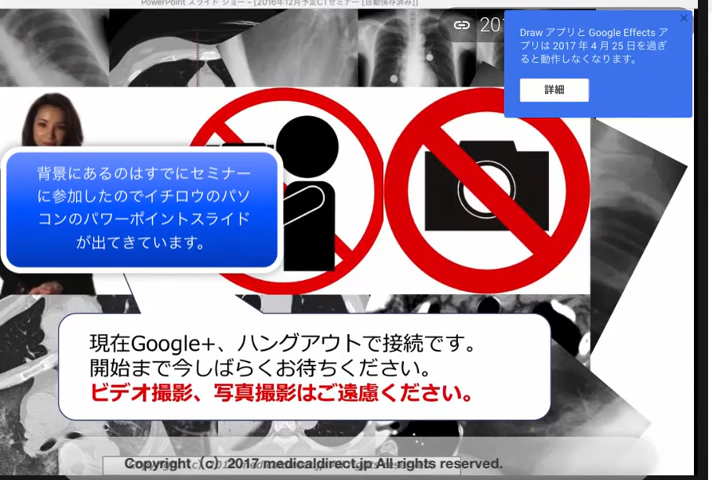 PowerPoint スライド ショー - [2016年12月予定CTセミナー [自動保存済み]]
201
Draw アプリと Google Effects ア
プリは 2017 年 4 月 25 日を過ぎ
ると動作しなくなります。
詳細
背景にあるのはすでにセミナー
に参加したのでイチロウのパソ
コンのパワーポイントスライド
が出てきています。
現在Google+、ハングアウトで接続です。
開始まで今しばらくお待ちください。
ビデオ撮影、写真撮影はご遠慮ください。
Copyright（c）2017 medicaldirect.jp All rights reserved.